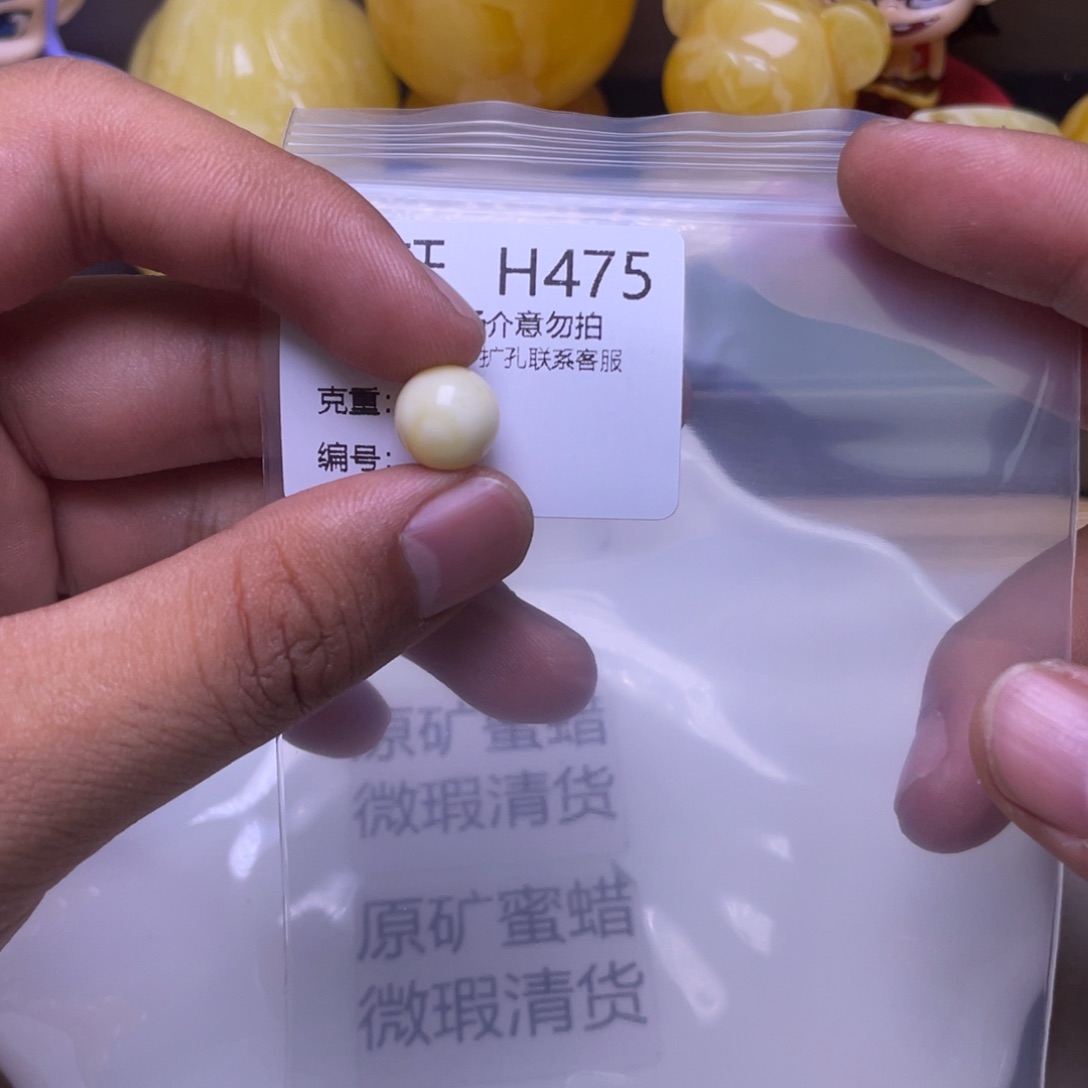 H475
介意勿拍
扩孔联系客服
克重:
编号:
原矿蜜蜡
微瑕清货
原矿蜜蜡
微瑕清货